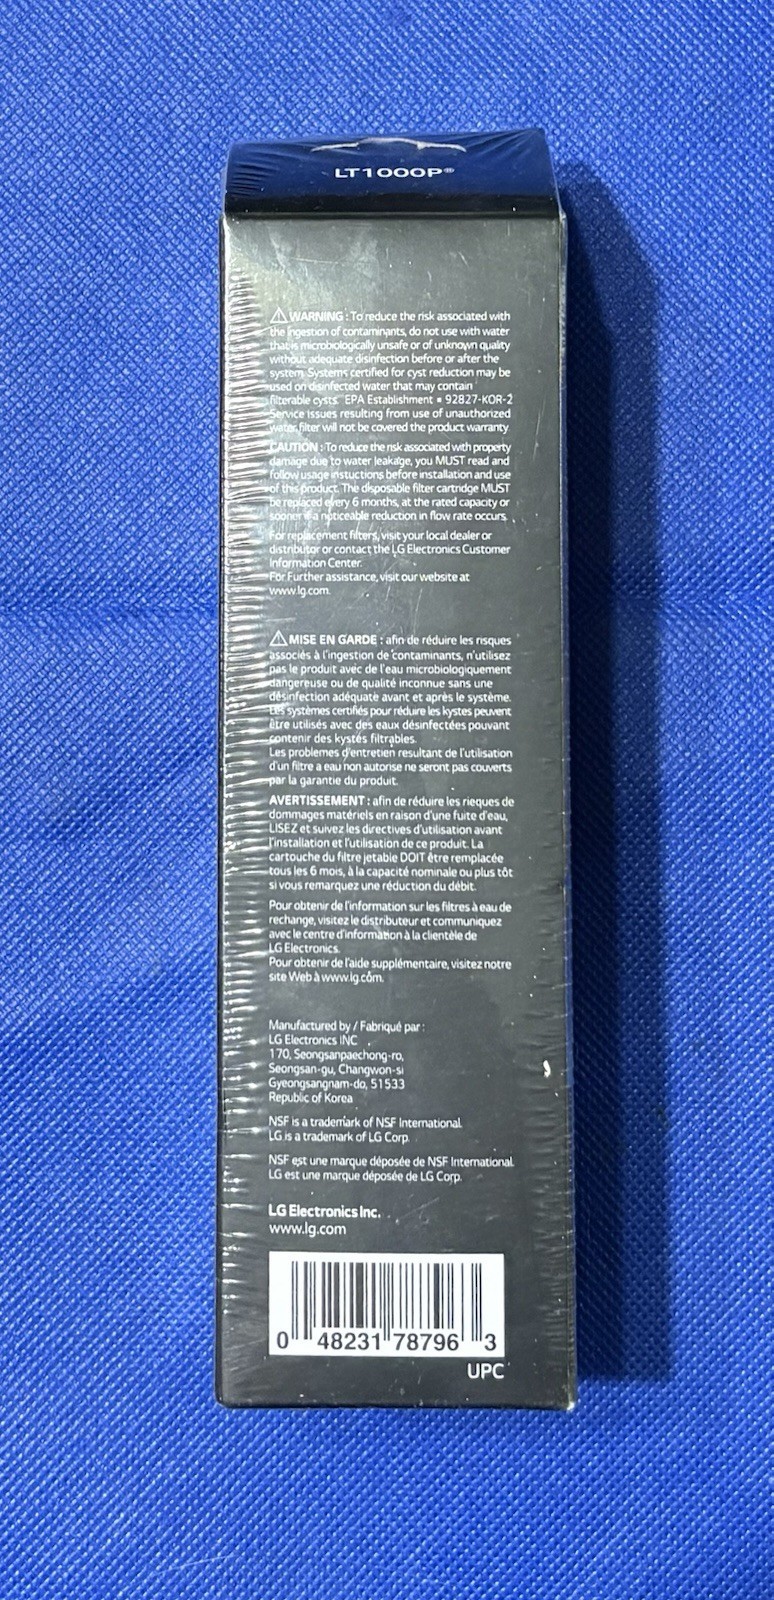 LT1000P®
⚠WARNING : To reduce the risk associated with
the ingestion of contaminants, do not use with water
that is microbiologically unsafe or of unknown quality
without adequate disinfection before or after the
system. Systems certified for cyst reduction may be
used on disinfected water that may contain
filterable cysts. EPA Establishment # 92827-KOR-2
Service issues resulting from use of unauthorized
water filter will not be covered the product warranty
CAUTION : To reduce the risk associated with property
damage due to water leakage, you MUST read and
follow usage instuctions before installation and use
of this product. The disposable filter cartridge MUST
be replaced every 6 months, at the rated capacity or
sooner if a noticeable reduction in flow rate occurs.
For replacement filters, visit your local dealer or
distributor or contact the LG Electronics Customer
Information Center.
For Further assistance, visit our website at
www.lg.com.
⚠MISE EN GARDE : afin de réduire les risques
associés à l'ingestion de contaminants, n'utilisez
pas le produit avec de l'eau microbiologiquement
dangereuse ou de qualité inconnue sans une
désinfection adéquate avant et après le système.
Les systèmes certifiés pour réduire les kystes peuvent
être utilisés avec des eaux désinfectées pouvant
contenir des kystes filtrables.
Les problemes d'entretien resultant de l'utilisation
d'un filtre a eau non autorise ne seront pas couverts
par la garantie du produit.
AVERTISSEMENT : afin de réduire les rieques de
dommages matériels en raison d'une fuite d'eau,
LISEZ et suivez les directives d'utilisation avant
l'installation et l'utilisation de ce produit. La
cartouche du filtre jetable DOIT être remplacée
tous les 6 mois, à la capacité nominale ou plus tôt
si vous remarquez une réduction du débit.
Pour obtenir de l'information sur les filtres à eau de
rechange, visitez le distributeur et communiquez
avec le centre d'information à la clientèle de
LG Electronics.
Pour obtenir de l'aide supplémentaire, visitez notre
site Web à www.lg.com.
Manufactured by / Fabriqué par :
LG Electronics INC
170, Seongsanpaechong-ro,
Seongsan-gu, Changwon-si
Gyeongsangnam-do, 51533
Republic of Korea
NSF is a trademark of NSF International.
LG is a trademark of LG Corp.
NSF est une marque déposée de NSF International.
LG est une marque déposée de LG Corp.
LG Electronics Inc.
www.lg.com
0 48231 78796 3
UPC